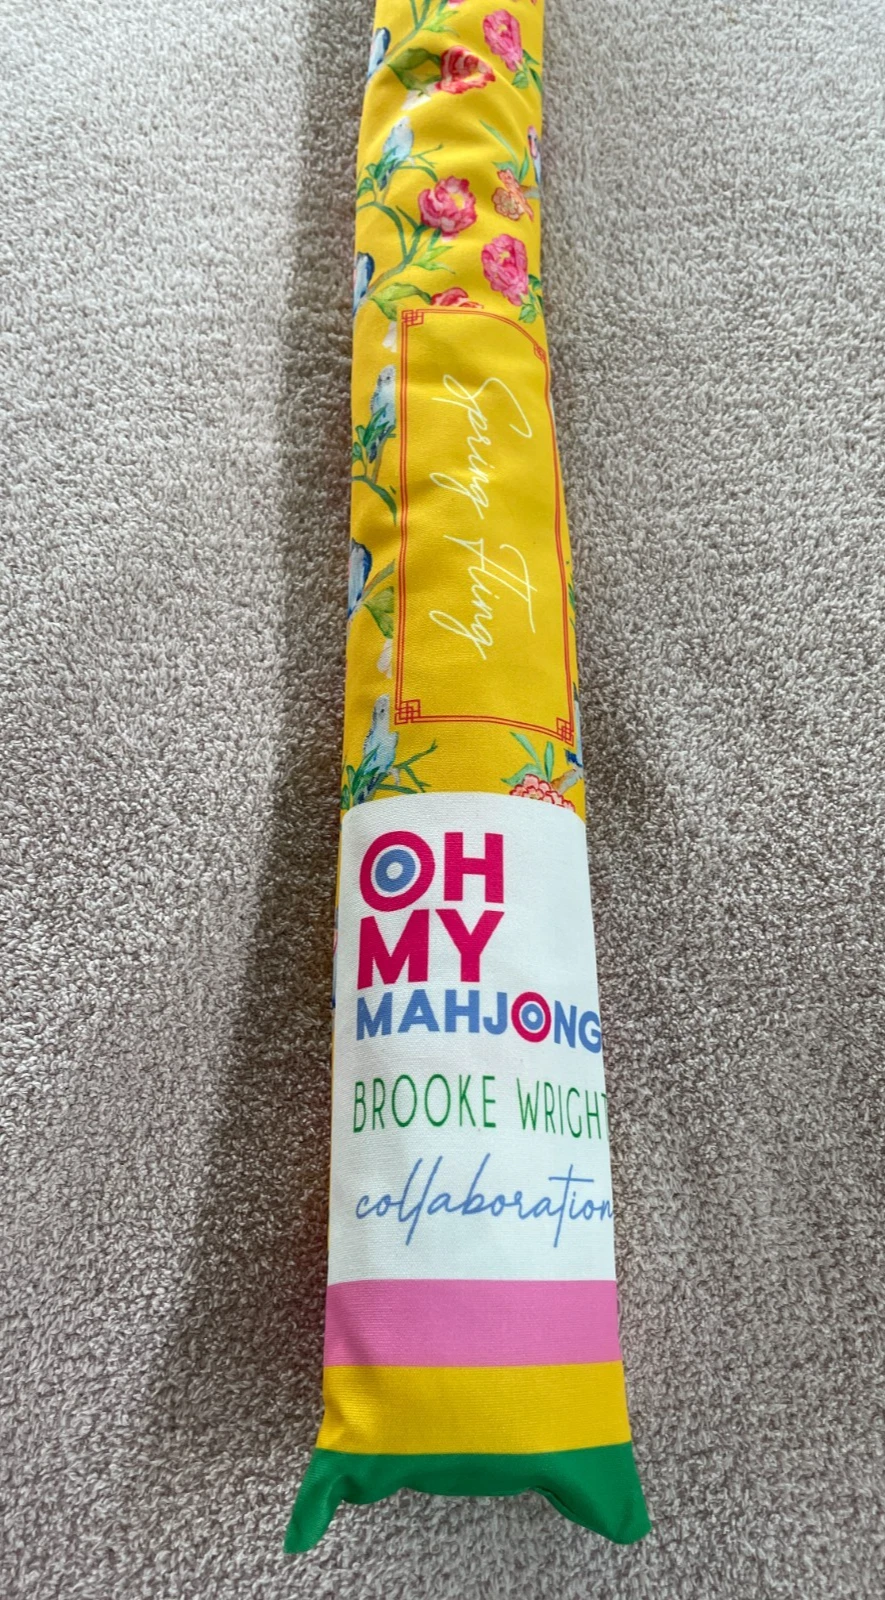 Spring Fling
OH
MY
MAHJONG
BROOKE WRIGHT
collaboration